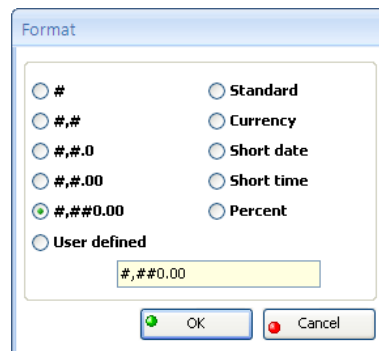 Format
#
Standard
#,#
Currency
#,#.0
Short date
#,#.00
Short time
#,##0.00
Percent
User defined
#,##0.00
OK
Cancel